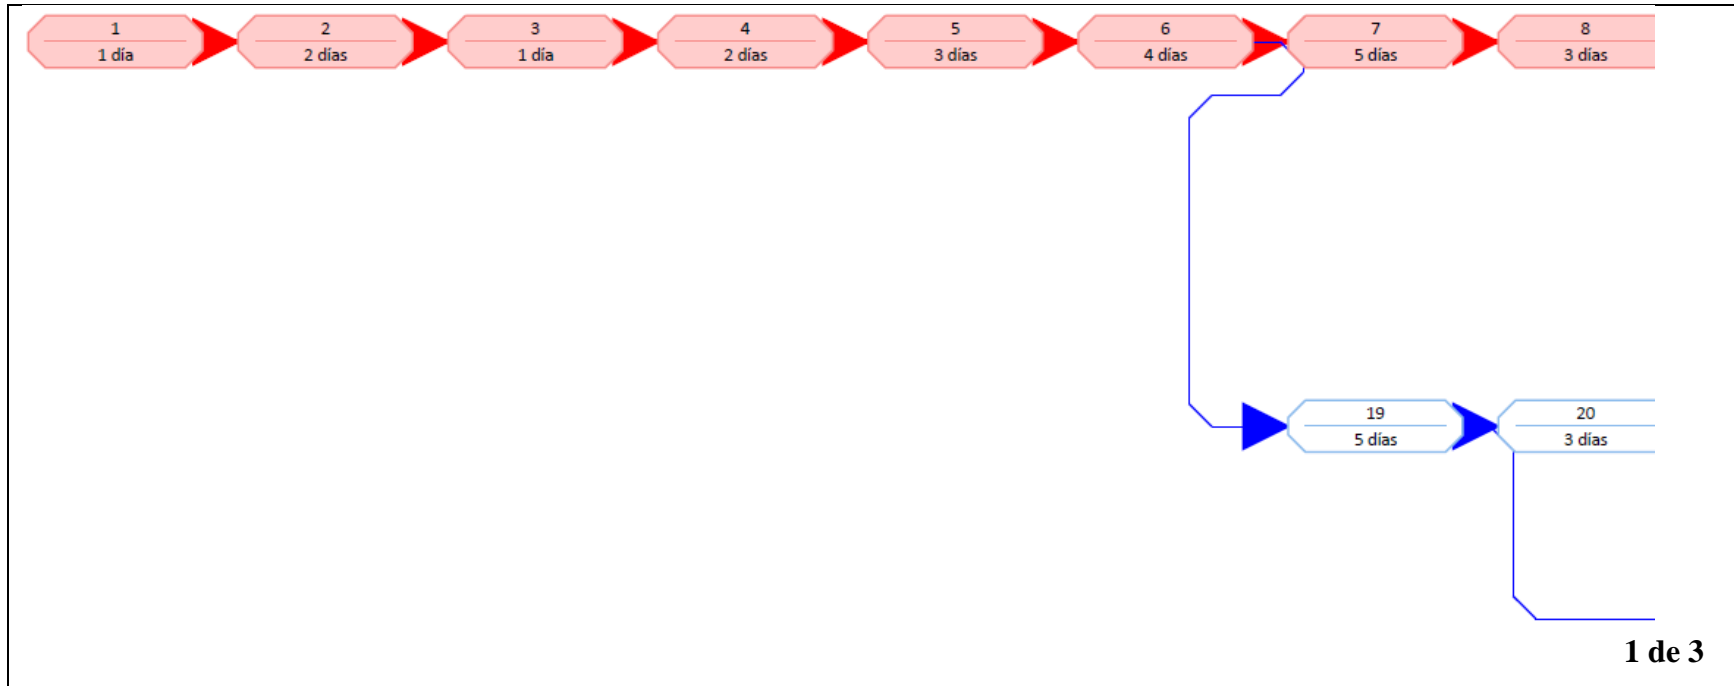 1
1 día
2
2 días
3
1 día
4
2 días
5
3 días
6
4 días
7
5 días
8
3 días
19
5 días
20
3 días
1 de 3